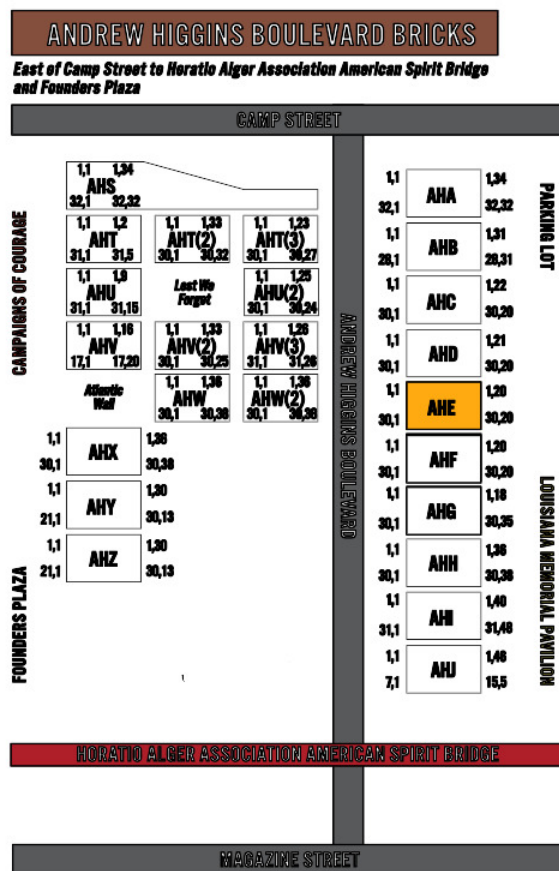 ANDREW HIGGINS BOULEVARD BRICKS
East of Camp Street to Horatio Alger Association American Spirit Bridge
and Founders Plaza
CAMP STREET
CAMPAIGNS OF COURAGE
FOUNDERS PLAZA
1,1 1,34
AHS
32,1 32,32
1,1 1,2
AHT
31,1 31,5
1,1 1,33
AHT(2)
30,1 30,32
1,1 1,23
AHT(3)
30,1 30,27
1,1 1,9
AHU
31,1 31,15
Lest We
Forget
1,1 1,25
AHU(2)
30,1 30,24
1,1 1,16
AHV
17,1 17,20
1,1 1,33
AHV(2)
30,1 30,25
1,1 1,26
AHV(3)
31,1 31,26
Atlantic
Wall
1,1 1,36
AHW
30,1 30,38
1,1 1,36
AHW(2)
30,1 30,38
1,1 1,36
AHX
30,1 30,38
1,1 1,30
AHY
21,1 30,13
1,1 1,30
AHZ
21,1 30,13
ANDREW HIGGINS BOULEVARD
1,1 1,34
AHA
32,1 32,32
1,1 1,31
AHB
28,1 28,31
1,1 1,22
AHC
30,1 30,20
1,1 1,21
AHD
30,1 30,20
1,1 1,20
AHE
30,1 30,20
1,1 1,20
AHF
30,1 30,20
1,1 1,18
AHG
30,1 30,35
1,1 1,36
AHH
30,1 30,38
1,1 1,40
AHI
31,1 31,48
1,1 1,46
AHJ
7,1 15,5
PARKING LOT
LOUISIANA MEMORIAL PAVILION
HORATIO ALGER ASSOCIATION AMERICAN SPIRIT BRIDGE
MAGAZINE STREET